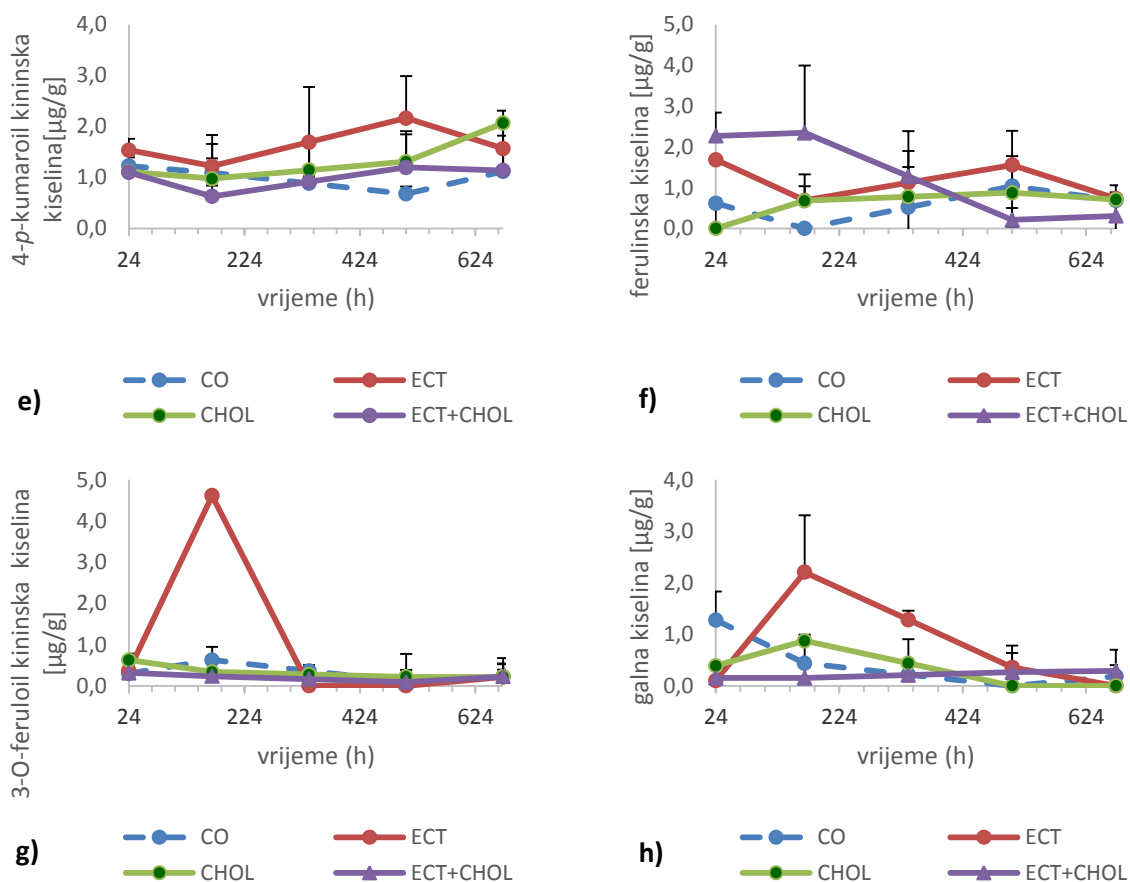 4-p-kumaroil kininska
kiselina[µg/g]
4,0
3,0
2,0
1,0
0,0
24 224 424 624
vrijeme (h)
CO ECT
CHOL ECT+CHOL
e)
ferulinska kiselina [µg/g]
5,0
4,0
3,0
2,0
1,0
0,0
24 224 424 624
vrijeme (h)
CO ECT
CHOL ECT+CHOL
f)
3-O-feruloil kininska kiselina
[µg/g]
5,0
4,0
3,0
2,0
1,0
0,0
24 224 424 624
vrijeme (h)
CO ECT
CHOL ECT+CHOL
g)
galna kiselina [µg/g]
4,0
3,0
2,0
1,0
0,0
24 224 424 624
vrijeme (h)
CO ECT
CHOL ECT+CHOL
h)